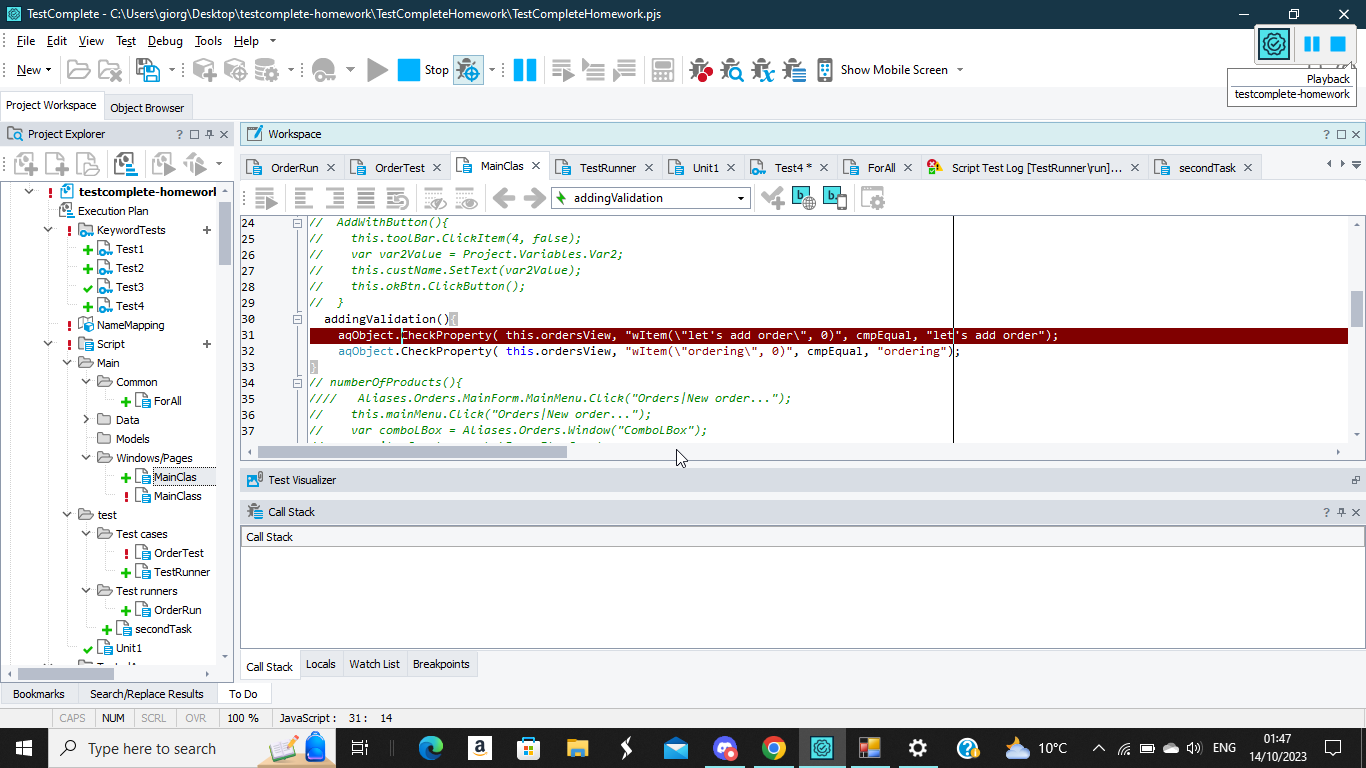 TestComplete - C:\Users\giorg\Desktop\testcomplete-homework\TestCompleteHomework\TestCompleteHomework.pjs
File Edit View Test Debug Tools Help
New Stop Show Mobile Screen
Playback
testcomplete-homework
Project Workspace Object Browser
Project Explorer ? Workspace ?
OrderRun OrderTest MainClas TestRunner Unit1 Test4 * ForAll Script Test Log [TestRunner\run]... secondTask
addingValidation
testcomplete-homework
Execution Plan
KeywordTests
Test1
Test2
Test3
Test4
NameMapping
Script
Main
Common
ForAll
Data
Models
Windows/Pages
MainClas
MainClass
test
Test cases
OrderTest
TestRunner
Test runners
OrderRun
secondTask
Unit1
24 // AddWithButton(){
25 // this.toolBar.ClickItem(4, false);
26 // var var2Value = Project.Variables.Var2;
27 // this.custName.SetText(var2Value);
28 // this.okBtn.ClickButton();
29 // }
30 addingValidation(){
31 aqObject.CheckProperty( this.ordersView, "wItem(\"let's add order\", 0)", cmpEqual, "let's add order");
32 aqObject.CheckProperty( this.ordersView, "wItem(\"ordering\", 0)", cmpEqual, "ordering");
33 }
34 // numberOfProducts(){
35 //// Aliases.Orders.MainForm.MainMenu.Click("Orders|New order...");
36 // this.mainMenu.Click("Orders|New order...");
37 // var comboLBox = Aliases.Orders.Window("ComboLBox");
Test Visualizer
Call Stack ?
Call Stack
Call Stack Locals Watch List Breakpoints
Bookmarks Search/Replace Results To Do
CAPS NUM SCRL OVR 100 % JavaScript : 31 : 14
Type here to search
10°C ENG
01:47
14/10/2023